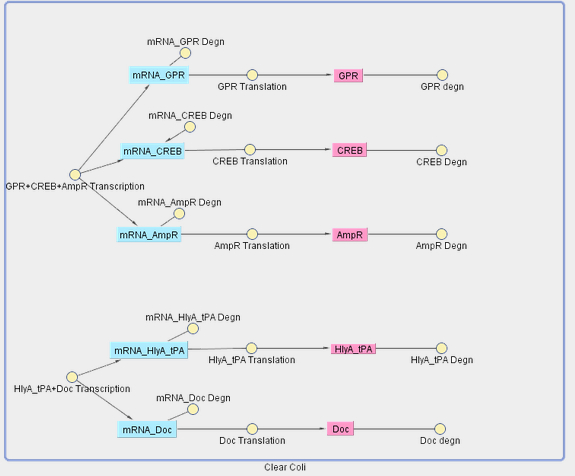 mRNA_GPR Degn
mRNA_GPR
GPR Translation
GPR
GPR degn
mRNA_CREB Degn
mRNA_CREB
CREB Translation
CREB
CREB Degn
GPR+CREB+AmpR Transcription
mRNA_AmpR Degn
mRNA_AmpR
AmpR Translation
AmpR
AmpR Degn
mRNA_HlyA_tPA Degn
mRNA_HlyA_tPA
HlyA_tPA Translation
HlyA_tPA
HlyA_tPA Degn
HlyA_tPA+Doc Transcription
mRNA_Doc Degn
mRNA_Doc
Doc Translation
Doc
Doc degn
Clear Coli